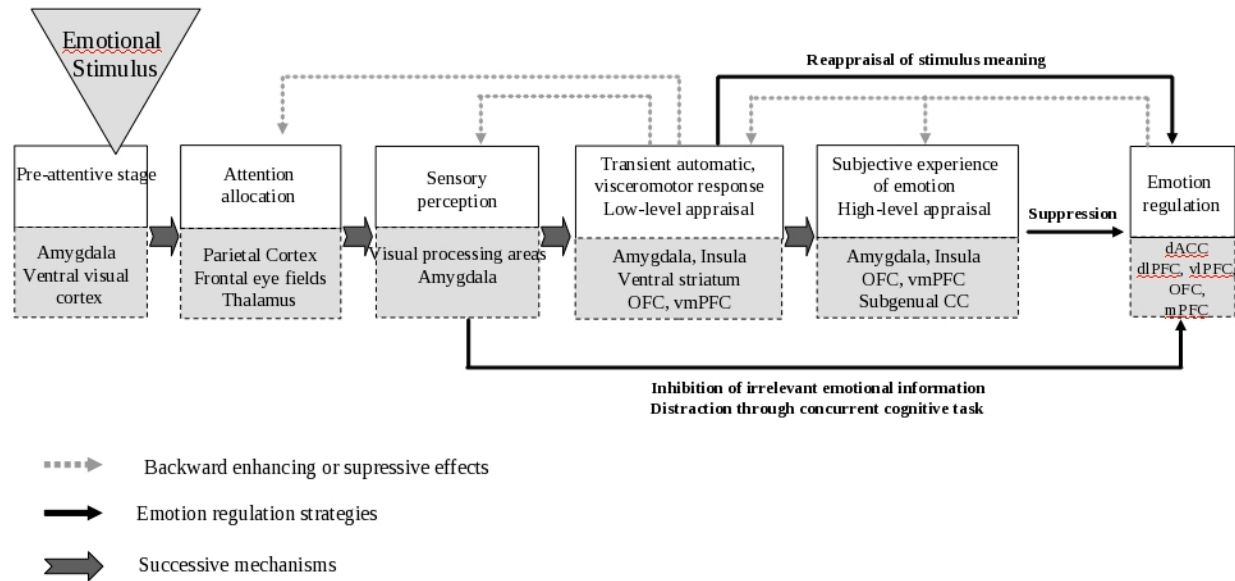 Emotional
Stimulus
Reappraisal of stimulus meaning
Pre-attentive stage
Amygdala
Ventral visual
cortex
Attention
allocation
Parietal Cortex
Frontal eye fields
Thalamus
Sensory
perception
Visual processing areas
Amygdala
Transient automatic,
visceromotor response
Low-level appraisal
Amygdala, Insula
Ventral striatum
OFC, vmPFC
Subjective experience
of emotion
High-level appraisal
Amygdala, Insula
OFC, vmPFC
Subgenual CC
Suppression
Emotion
regulation
dACC
dlPFC, vlPFC,
OFC,
mPFC
Inhibition of irrelevant emotional information
Distraction through concurrent cognitive task
Backward enhancing or supressive effects
Emotion regulation strategies
Successive mechanisms